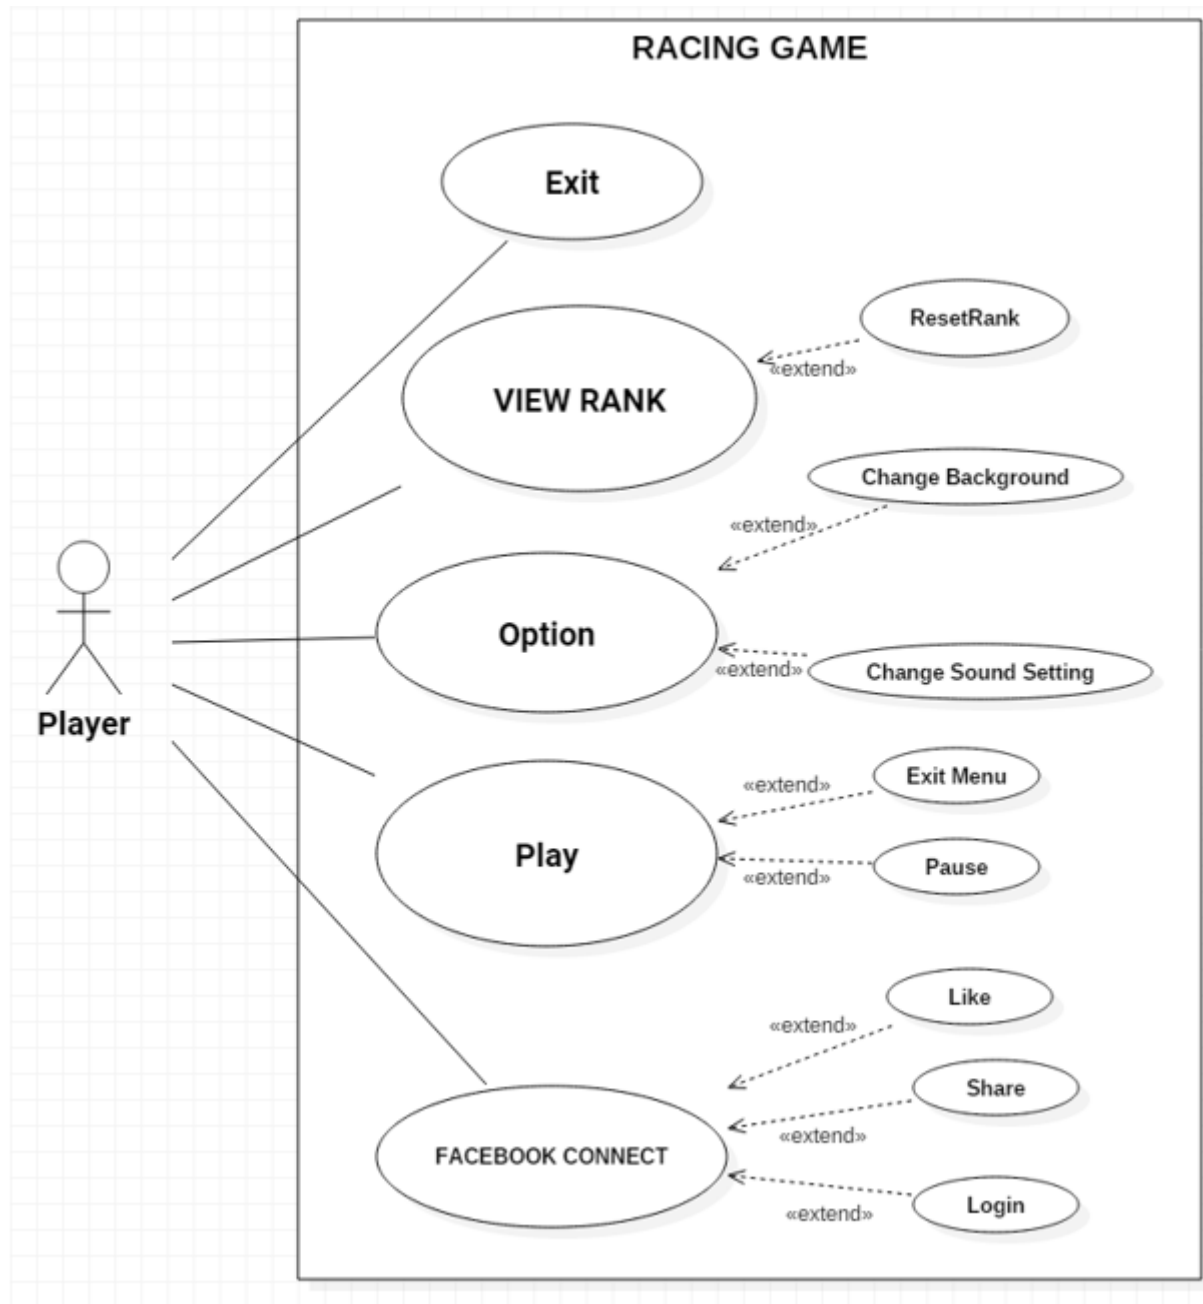 RACING GAME
Exit
ResetRank
«extend»
VIEW RANK
Change Background
«extend»
Option
Change Sound Setting
«extend»
Player
Exit Menu
«extend»
Play
Pause
«extend»
Like
«extend»
Share
«extend»
FACEBOOK CONNECT
Login
«extend»